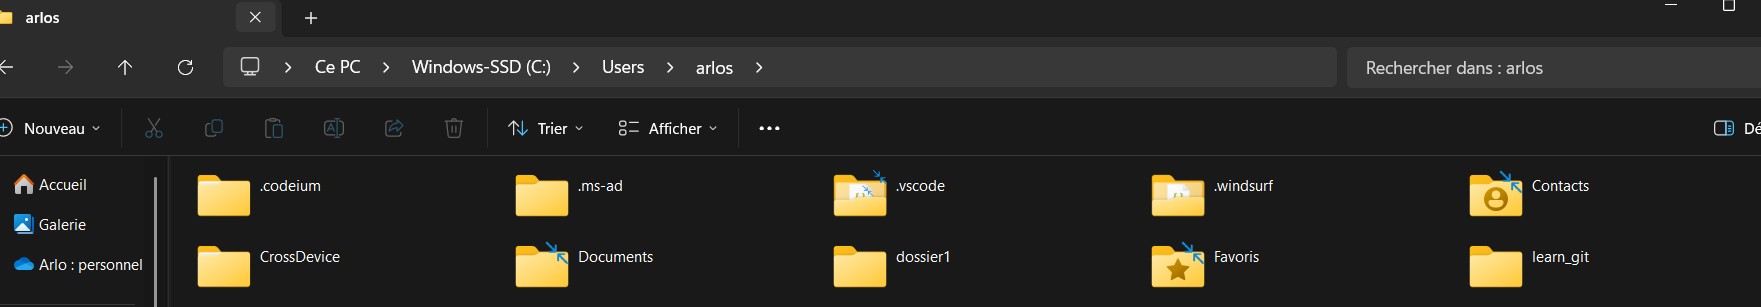 arlos
Ce PC
Windows-SSD (C:)
Users
arlos
Rechercher dans : arlos
Nouveau
Trier
Afficher
Accueil
Galerie
Arlo : personnel
.codeium
.ms-ad
.vscode
.windsurf
Contacts
CrossDevice
Documents
dossier1
Favoris
learn_git